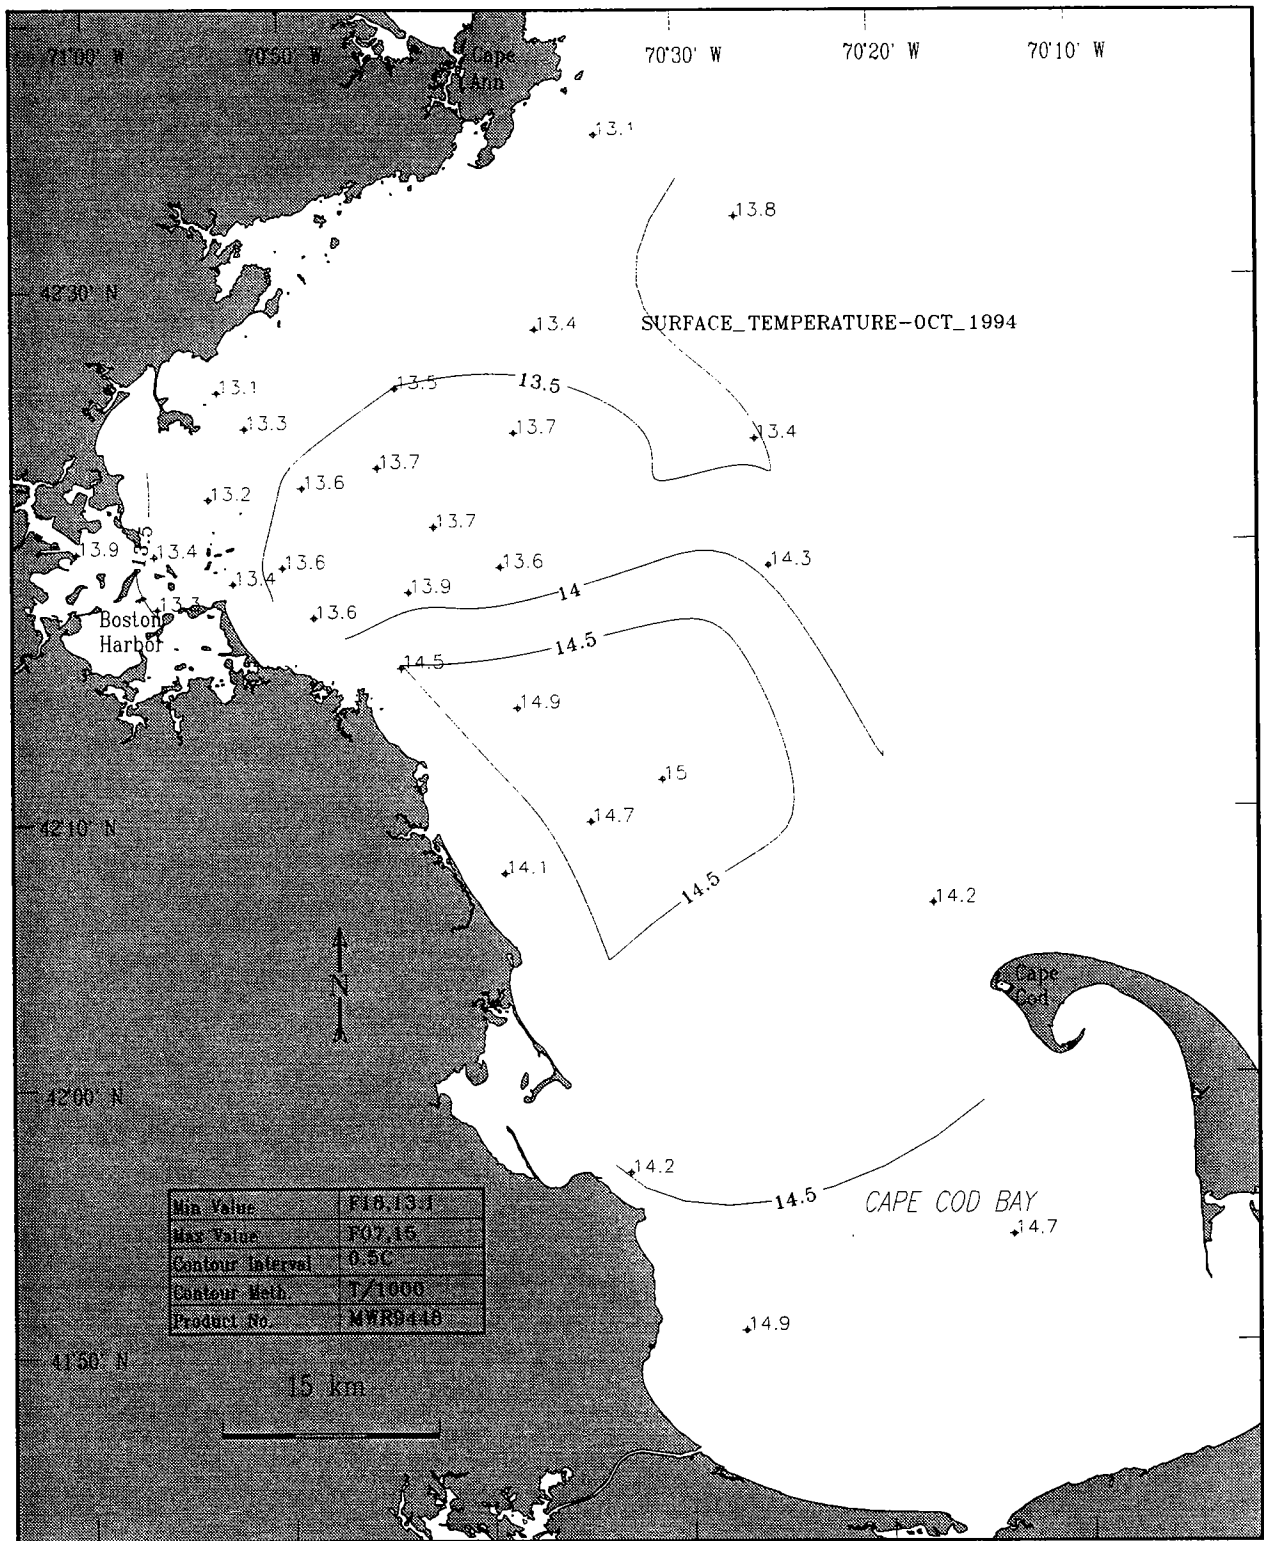 71°00' W
70°50' W
70°30' W
70°20' W
70°10' W
Cape
Ann
13.1
13.8
42°30' N
13.4
SURFACE_TEMPERATURE-OCT_1994
13.1
13.5
13.5
13.3
13.7
13.4
13.7
13.6
13.2
13.7
13.5
13.9
13.4
13.6
13.6
14.3
13.4
13.9
14
13.3
13.6
Boston
Harbor
14.5
14.5
14.9
15
14.7
42°10' N
14.1
14.5
14.2
N
Cape
Cod
42°00' N
14.2
14.5
CAPE COD BAY
14.7
Min Value F18,13.1
Max Value F07,15
Contour Interval 0.5C
Contour Meth. T/1000
Product No. MWR9448
14.9
41°50' N
15 km